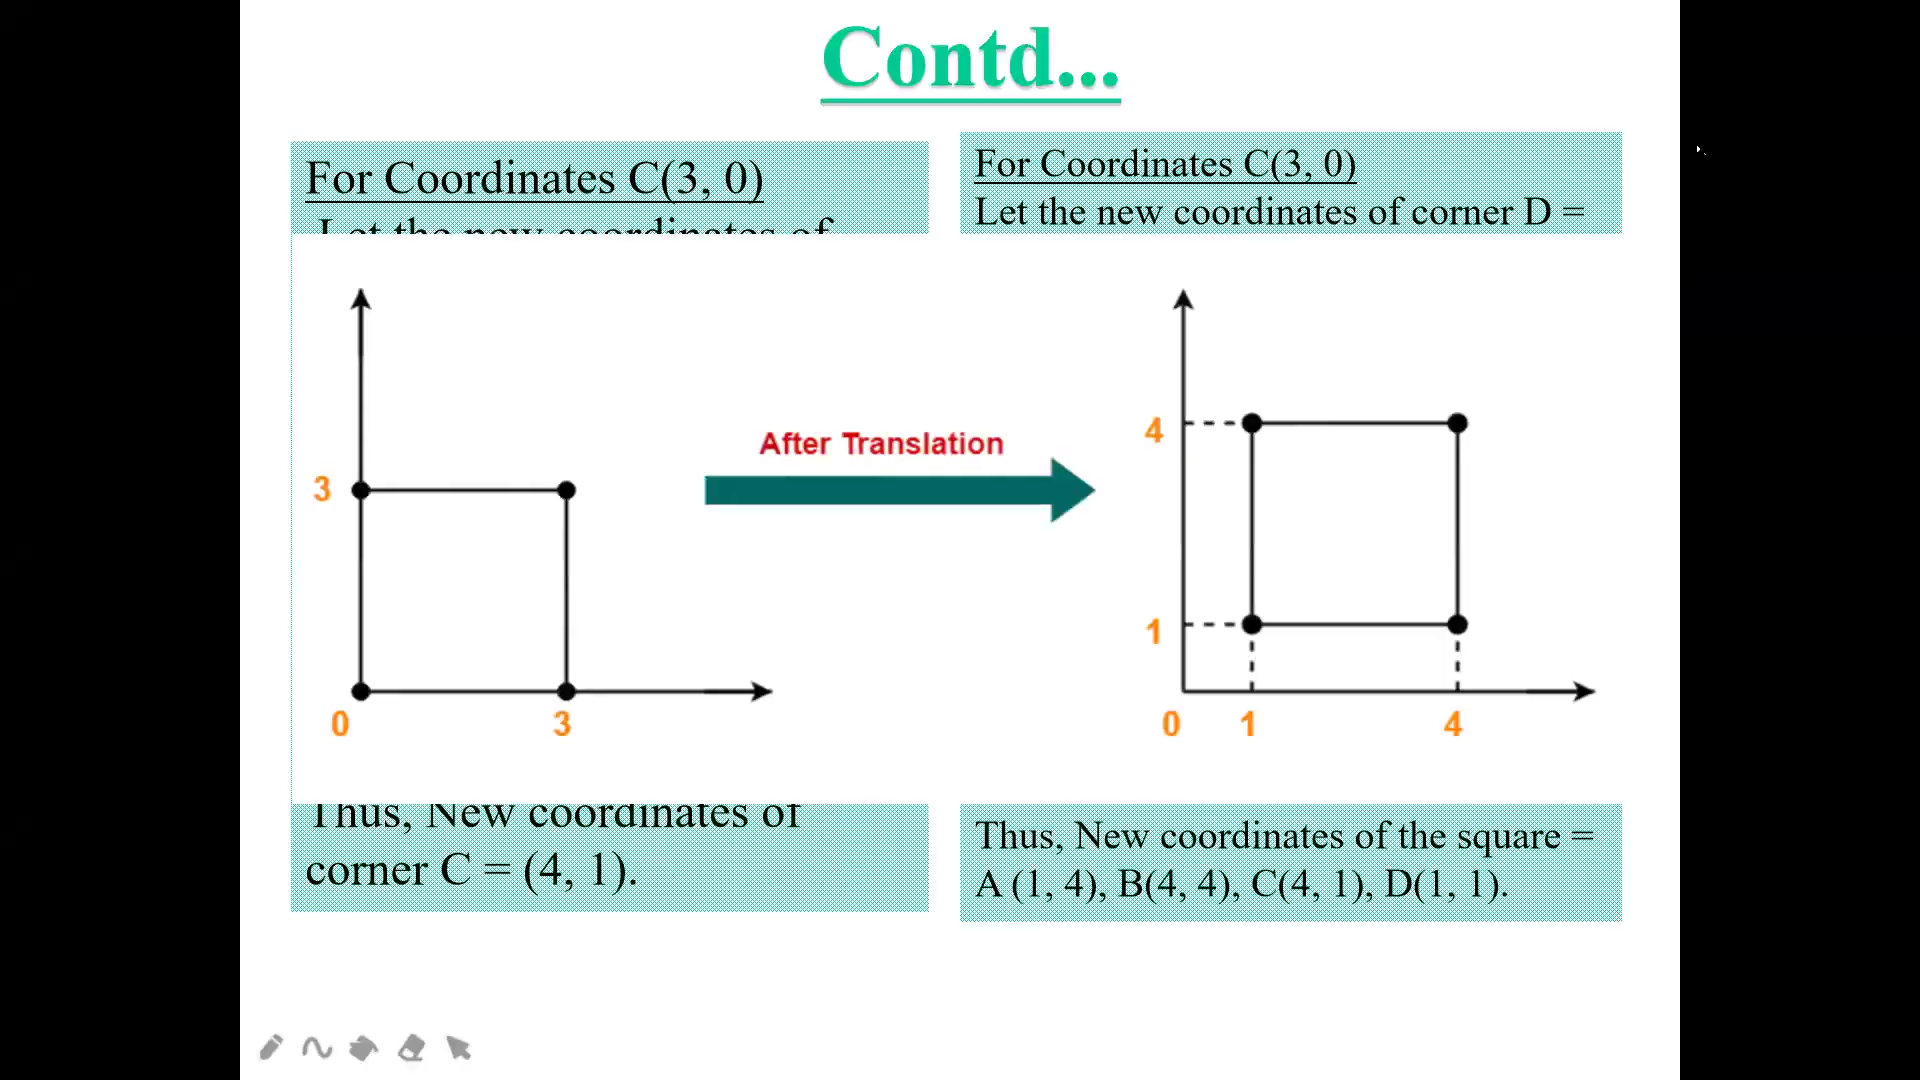 Contd...
For Coordinates C(3, 0)
Let the new coordinates of
For Coordinates C(3, 0)
Let the new coordinates of corner D =
After Translation
3
0
3
4
1
0
1
4
Thus, New coordinates of
corner C = (4, 1).
Thus, New coordinates of the square =
A (1, 4), B(4, 4), C(4, 1), D(1, 1).